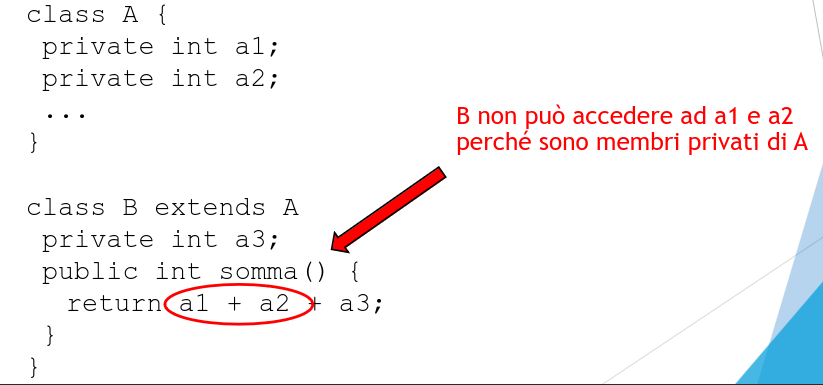 class A {
private int a1;
private int a2;
...
}
B non può accedere ad a1 e a2
perché sono membri privati di A
class B extends A
private int a3;
public int somma() {
return a1 + a2 + a3;
}
}